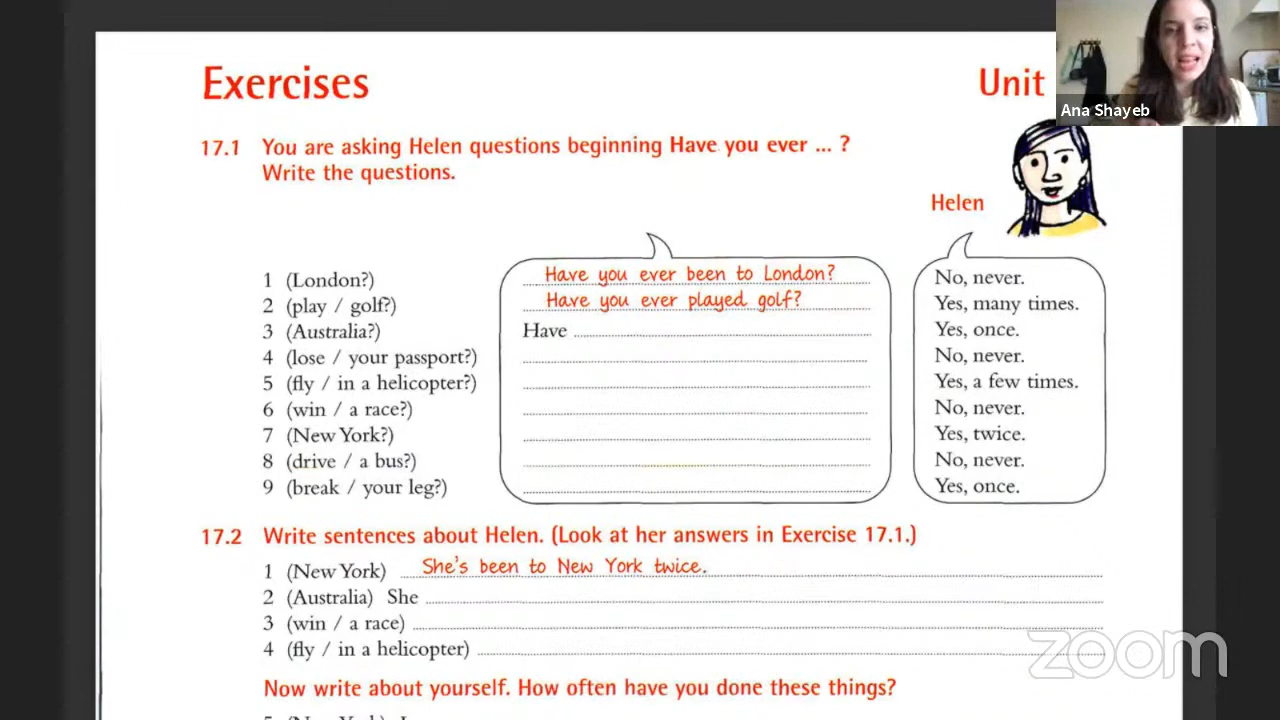 Exercises
Unit
Ana Shayeb
17.1 You are asking Helen questions beginning Have you ever ... ?
Write the questions.
Helen
1 (London?) Have you ever been to London? No, never.
2 (play / golf?) Have you ever played golf? Yes, many times.
3 (Australia?) Have Yes, once.
4 (lose / your passport?) No, never.
5 (fly / in a helicopter?) Yes, a few times.
6 (win / a race?) No, never.
7 (New York?) Yes, twice.
8 (drive / a bus?) No, never.
9 (break / your leg?) Yes, once.
17.2 Write sentences about Helen. (Look at her answers in Exercise 17.1.)
1 (New York) She's been to New York twice.
2 (Australia) She
3 (win / a race)
4 (fly / in a helicopter)
zoom
Now write about yourself. How often have you done these things?